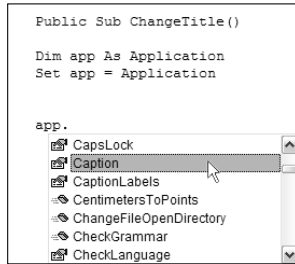 Public Sub ChangeTitle()
Dim app As Application
Set app = Application
app.
CapsLock
Caption
CaptionLabels
CentimetersToPoints
ChangeFileOpenDirectory
CheckGrammar
CheckLanguage